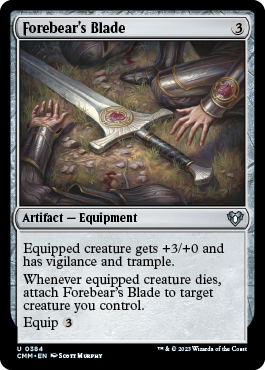 Forebear's Blade 3
Artifact — Equipment
Equipped creature gets +3/+0 and
has vigilance and trample.
Whenever equipped creature dies,
attach Forebear's Blade to target
creature you control.
Equip 3
U 0384
CMM • EN Scott Murphy
™ & © 2023 Wizards of the Coast